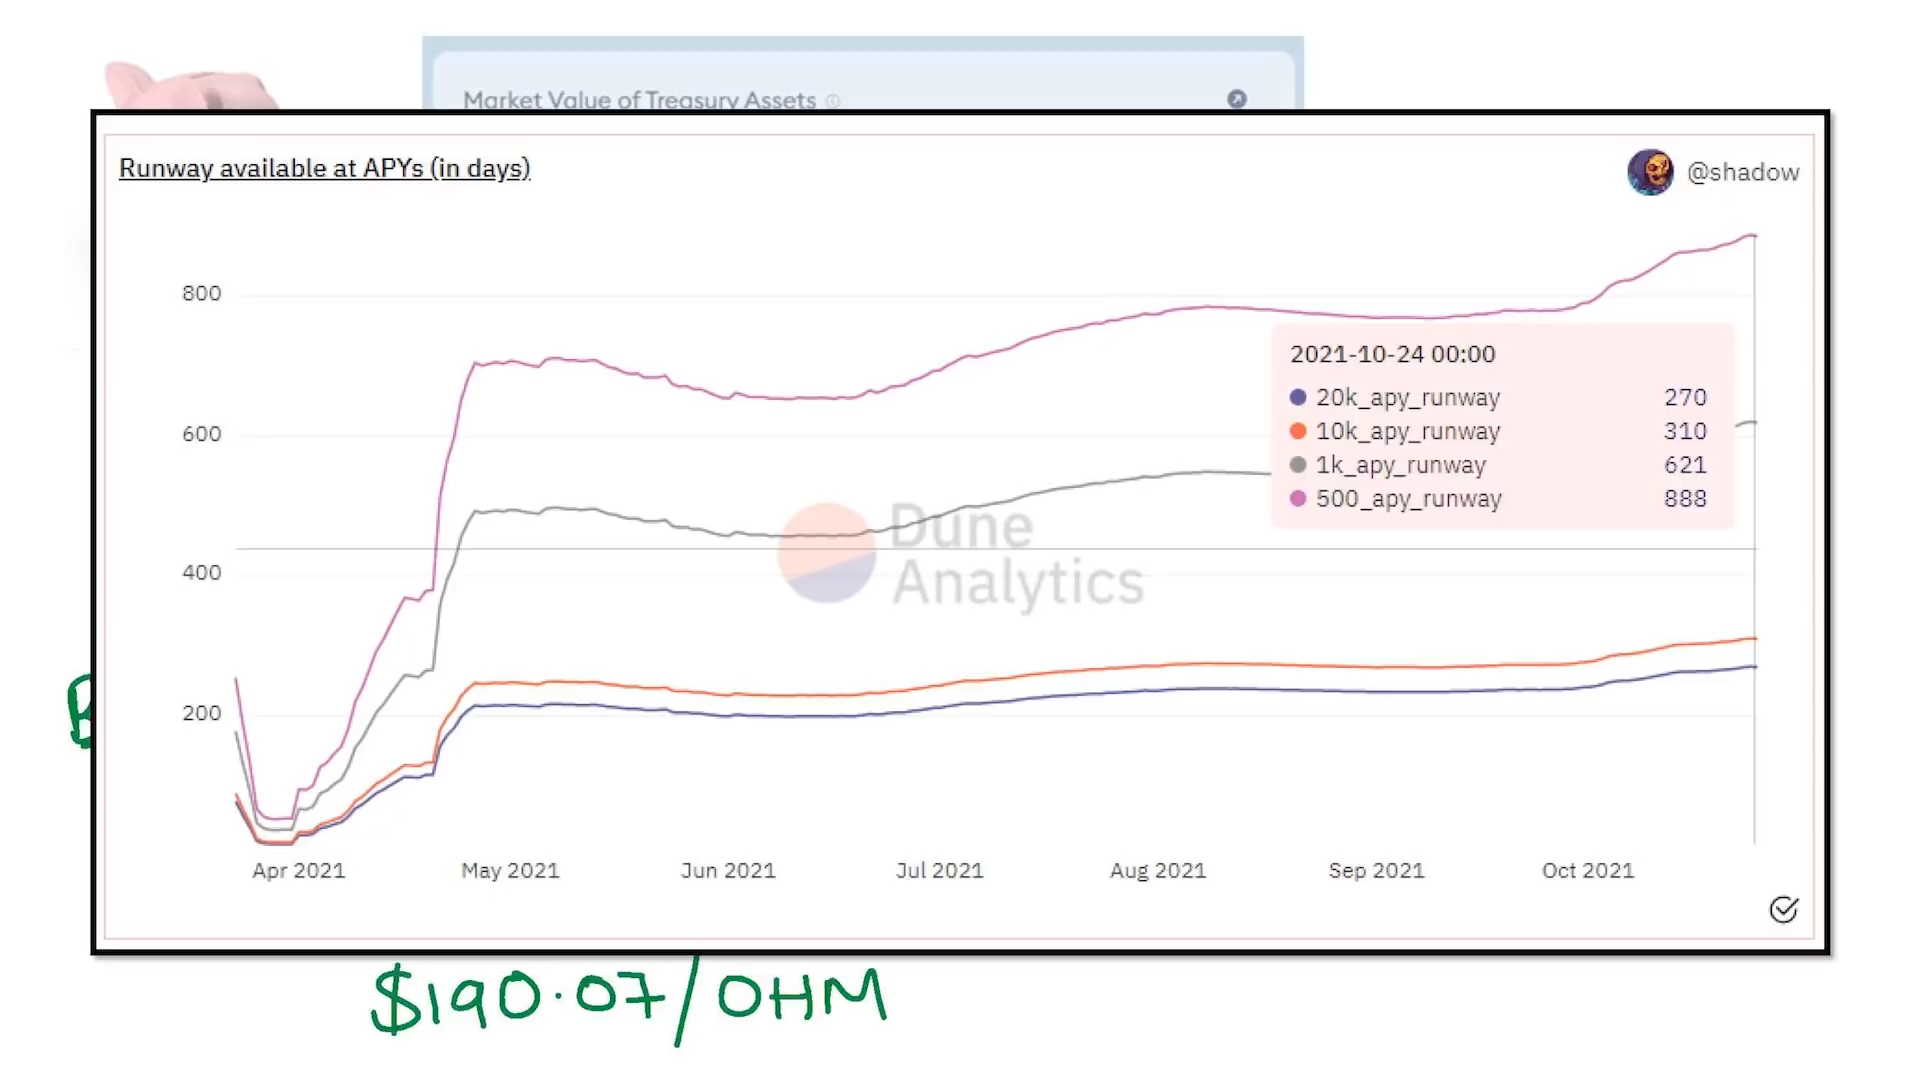 Market Value of Treasury Assets
Runway available at APYs (in days)
@shadow
800
600
400
200
2021-10-24 00:00
20k_apy_runway 270
10k_apy_runway 310
1k_apy_runway 621
500_apy_runway 888
Dune
Analytics
Apr 2021 May 2021 Jun 2021 Jul 2021 Aug 2021 Sep 2021 Oct 2021
$190.07/OHM